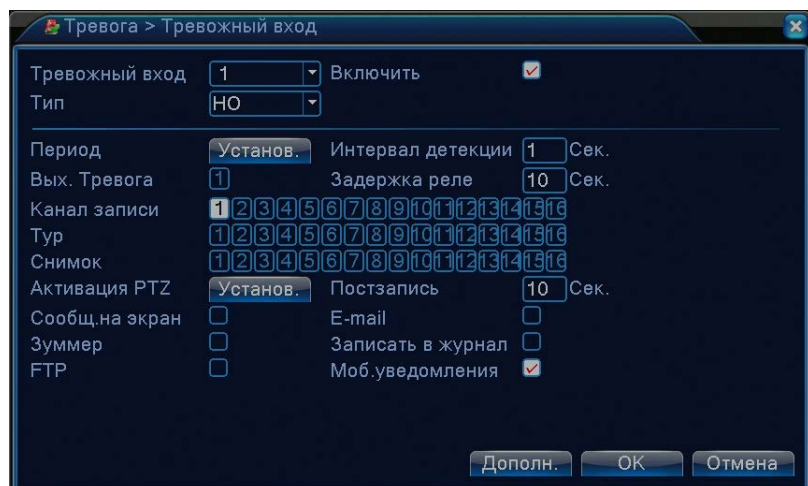 Тревога > Тревожный вход
Тревожный вход 1 Включить
Тип НО
Период Установ. Интервал детекции 1 Сек.
Вых. Тревога 1 Задержка реле 10 Сек.
Канал записи 1 2 3 4 5 6 7 8 9 10 11 12 13 14 15 16
Тур 1 2 3 4 5 6 7 8 9 10 11 12 13 14 15 16
Снимок 1 2 3 4 5 6 7 8 9 10 11 12 13 14 15 16
Активация PTZ Установ. Постзапись 10 Сек.
Сообщ.на экран E-mail
Зуммер Записать в журнал
FTP Моб.уведомления
Дополн. OK Отмена